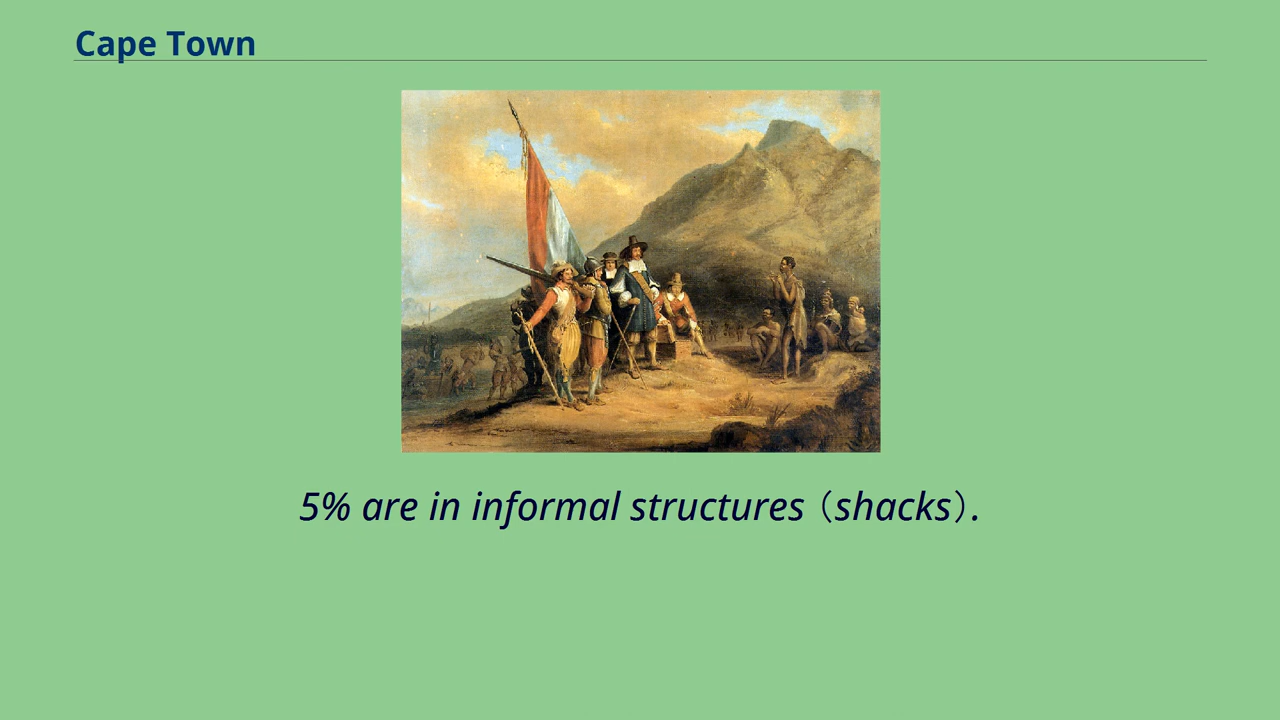 Cape Town
5% are in informal structures（shacks）.